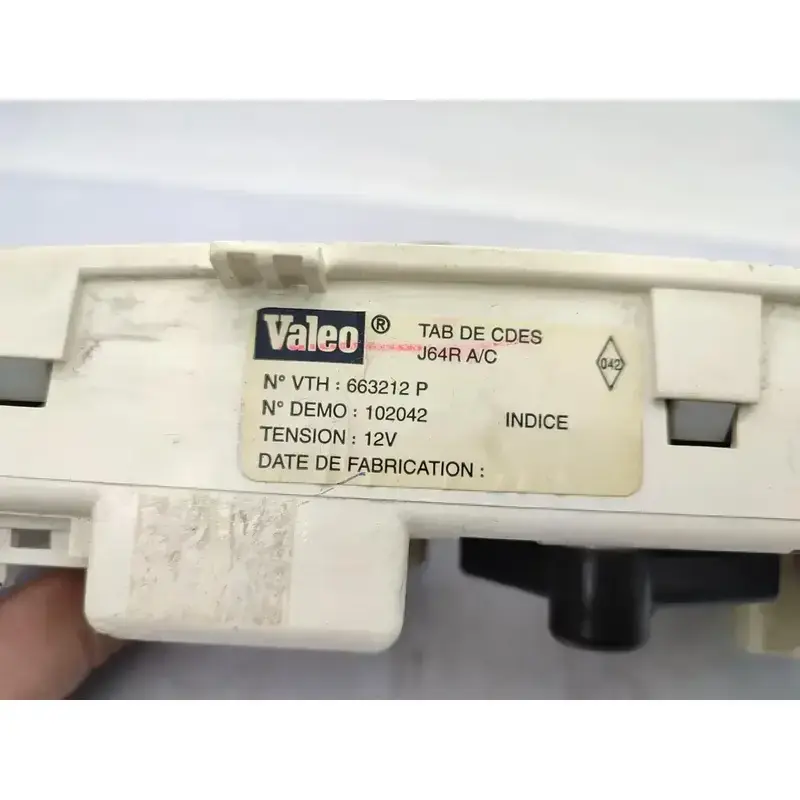 Valeo ® TAB DE CDES
J64R A/C
042
N° VTH : 663212 P
N° DEMO : 102042
INDICE
TENSION : 12V
DATE DE FABRICATION :